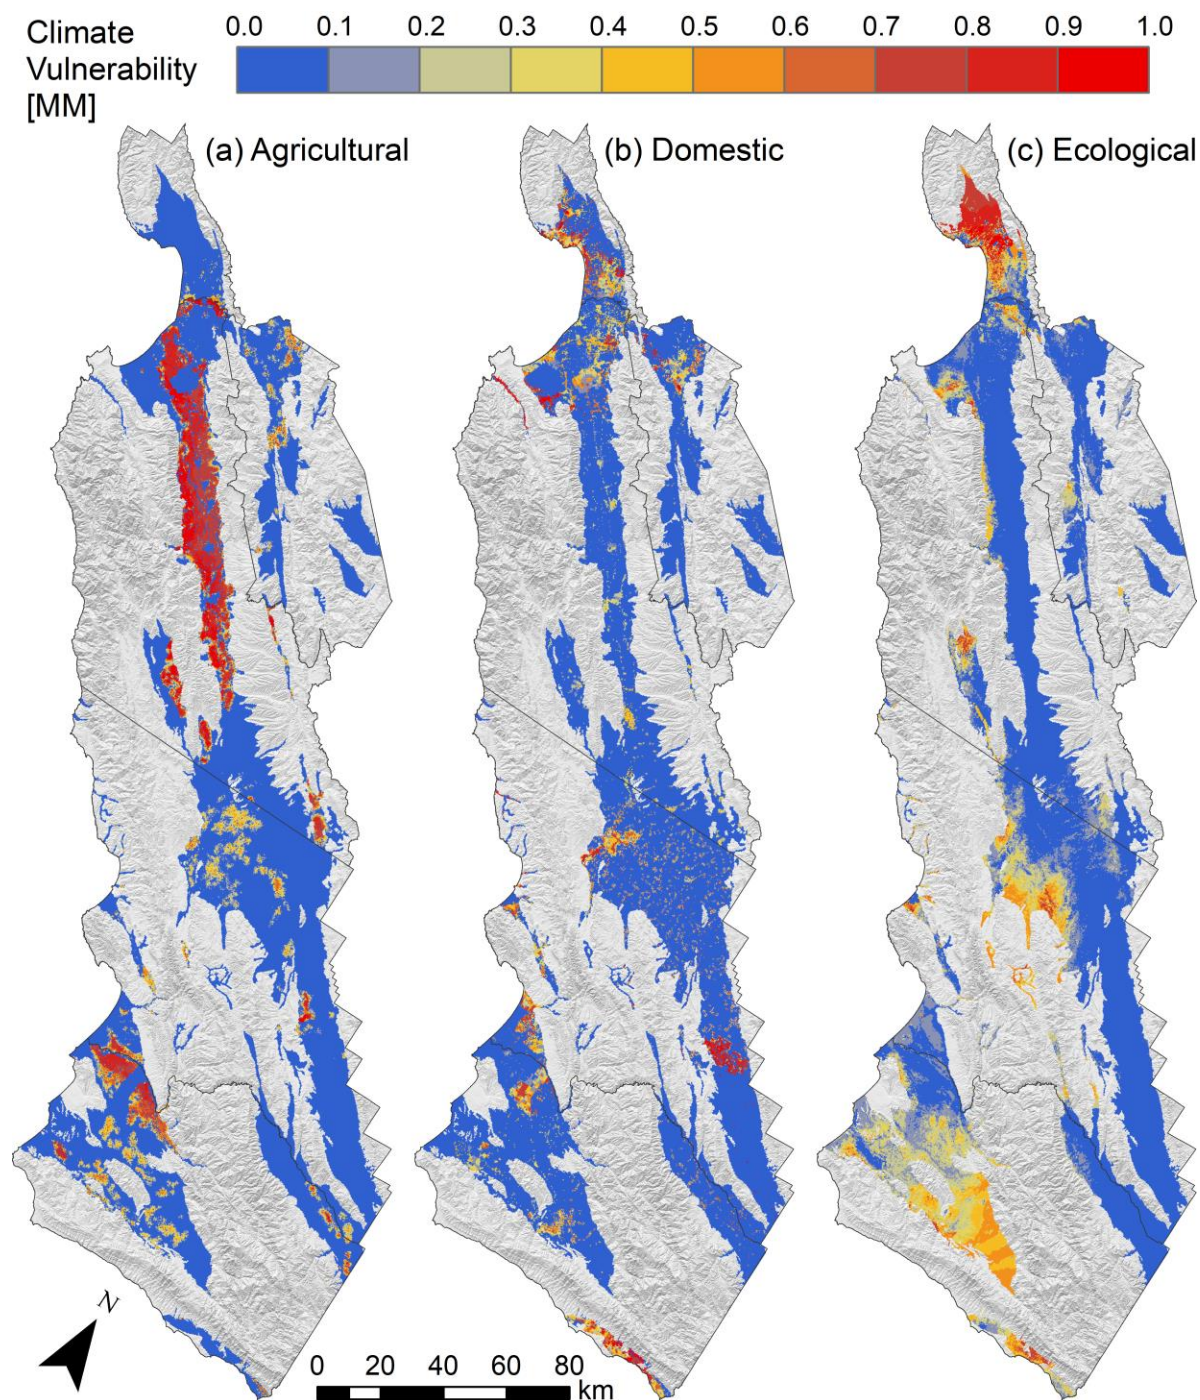 Climate
Vulnerability
[MM]
0.0 0.1 0.2 0.3 0.4 0.5 0.6 0.7 0.8 0.9 1.0
(a) Agricultural
(b) Domestic
(c) Ecological
N
0 20 40 60 80
km